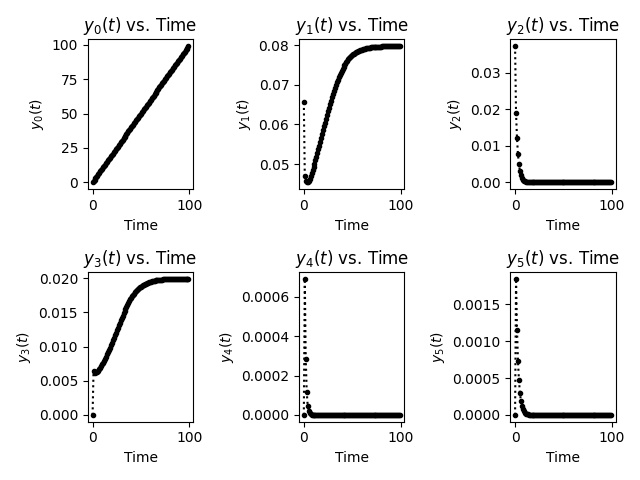 y₀(t) vs. Time
y₀(t)
100
75
50
25
0
0 100
Time
y₁(t) vs. Time
y₁(t)
0.08
0.07
0.06
0.05
0 100
Time
y₂(t) vs. Time
y₂(t)
0.03
0.02
0.01
0.00
0 100
Time
y₃(t) vs. Time
y₃(t)
0.020
0.015
0.010
0.005
0.000
0 100
Time
y₄(t) vs. Time
y₄(t)
0.0006
0.0004
0.0002
0.0000
0 100
Time
y₅(t) vs. Time
y₅(t)
0.0015
0.0010
0.0005
0.0000
0 100
Time